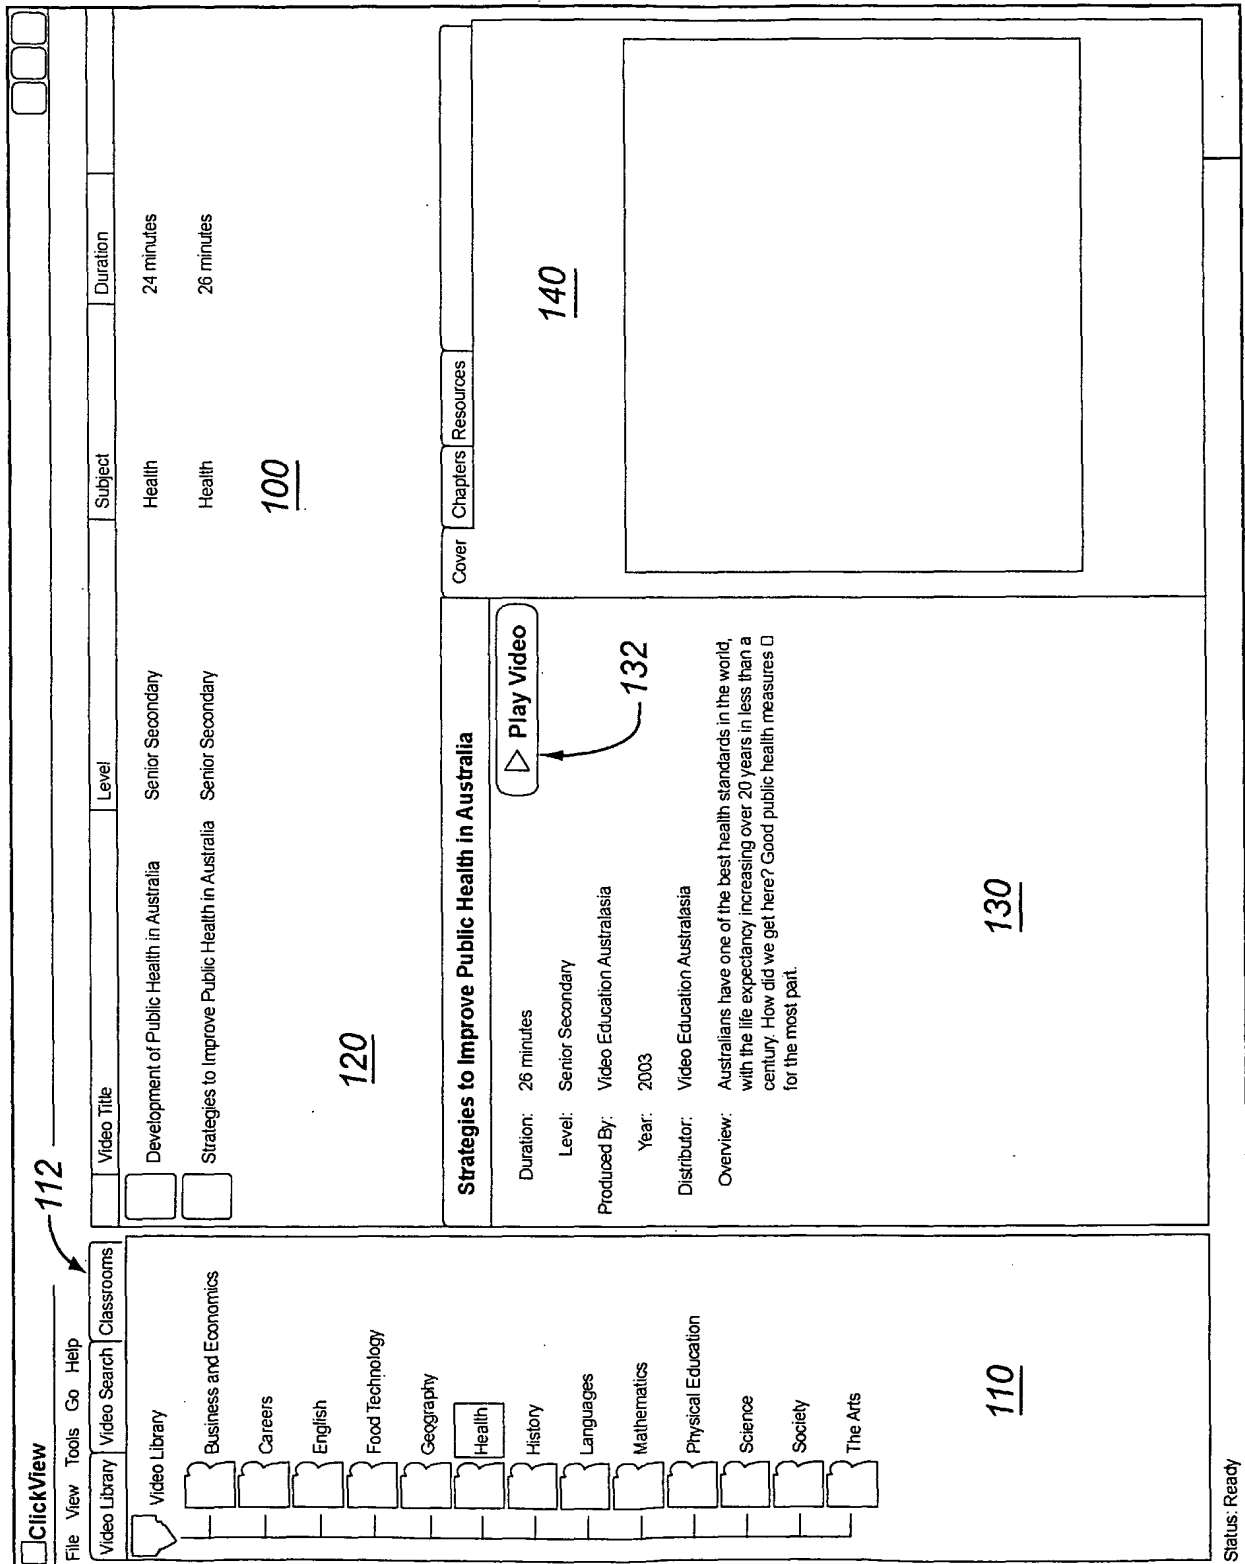 ClickView
112
File View Tools Go Help
Video Library Video Search Classrooms
Video Library
Business and Economics
Careers
English
Food Technology
Geography
Health
History
Languages
Mathematics
Physical Education
Science
Society
The Arts
110
Video Title Level Subject Duration
Development of Public Health in Australia Senior Secondary Health 24 minutes
Strategies to Improve Public Health in Australia Senior Secondary Health 26 minutes
100
120
Strategies to Improve Public Health in Australia
Play Video
132
Duration: 26 minutes
Level: Senior Secondary
Produced By: Video Education Australasia
Year: 2003
Distributor: Video Education Australasia
Overview: Australians have one of the best health standards in the world,
with the life expectancy increasing over 20 years in less than a
century. How did we get here? Good public health measures □
for the most part.
130
Cover Chapters Resources
140
Status: Ready